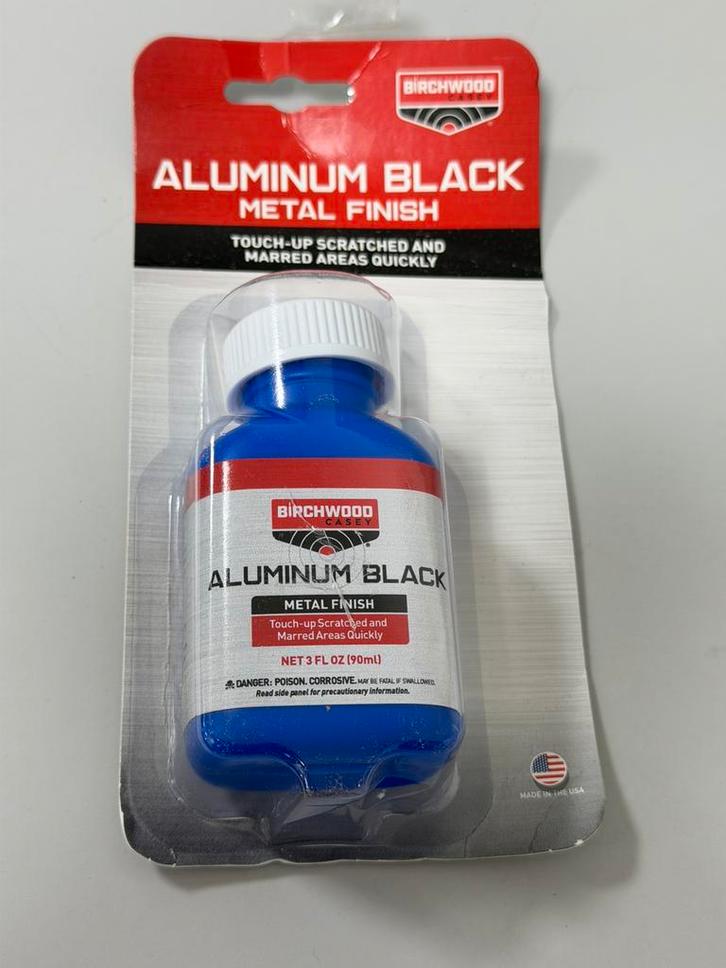 BIRCHWOOD
CASEY
ALUMINUM BLACK
METAL FINISH
TOUCH-UP SCRATCHED AND
MARRED AREAS QUICKLY
BIRCHWOOD
CASEY
ALUMINUM BLACK
METAL FINISH
Touch-up Scratched and
Marred Areas Quickly
NET 3 FL OZ (90ml)
DANGER: POISON. CORROSIVE. MAY BE FATAL IF SWALLOWED.
Read side panel for precautionary information.
MADE IN THE USA